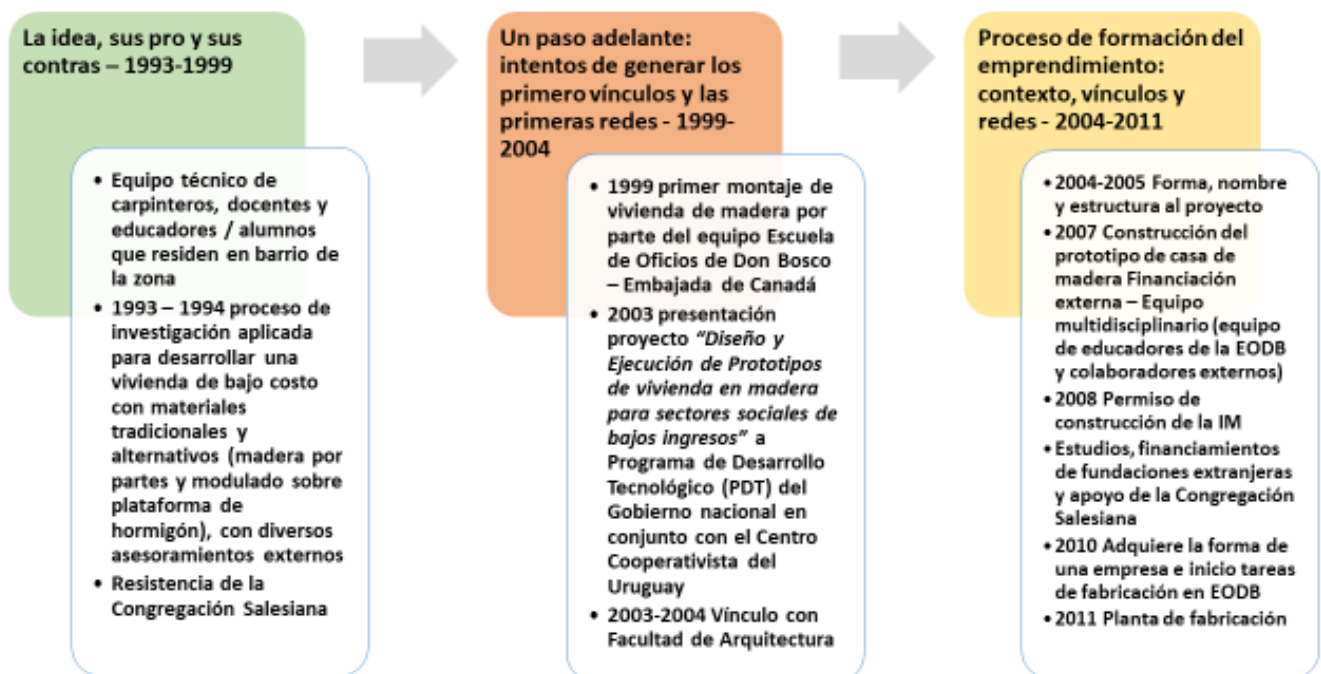 La idea, sus pro y sus
contras – 1993-1999
• Equipo técnico de
carpinteros, docentes y
educadores / alumnos
que residen en barrio de
la zona
• 1993 – 1994 proceso de
investigación aplicada
para desarrollar una
vivienda de bajo costo
con materiales
tradicionales y
alternativos (madera por
partes y modulado sobre
plataforma de
hormigón), con diversos
asesoramientos externos
• Resistencia de la
Congregación Salesiana
Un paso adelante:
intentos de generar los
primero vínculos y las
primeras redes - 1999-
2004
• 1999 primer montaje de
vivienda de madera por
parte del equipo Escuela
de Oficios de Don Bosco
– Embajada de Canadá
• 2003 presentación
proyecto "Diseño y
Ejecución de Prototipos
de vivienda en madera
para sectores sociales de
bajos ingresos" a
Programa de Desarrollo
Tecnológico (PDT) del
Gobierno nacional en
conjunto con el Centro
Cooperativista del
Uruguay
• 2003-2004 Vínculo con
Facultad de Arquitectura
Proceso de formación del
emprendimiento:
contexto, vínculos y
redes - 2004-2011
• 2004-2005 Forma, nombre
y estructura al proyecto
• 2007 Construcción del
prototipo de casa de
madera Financiación
externa – Equipo
multidisciplinario (equipo
de educadores de la EODB
y colaboradores externos)
• 2008 Permiso de
construcción de la IM
• Estudios, financiamientos
de fundaciones extranjeras
y apoyo de la Congregación
Salesiana
• 2010 Adquiere la forma de
una empresa e inicio tareas
de fabricación en EODB
• 2011 Planta de fabricación